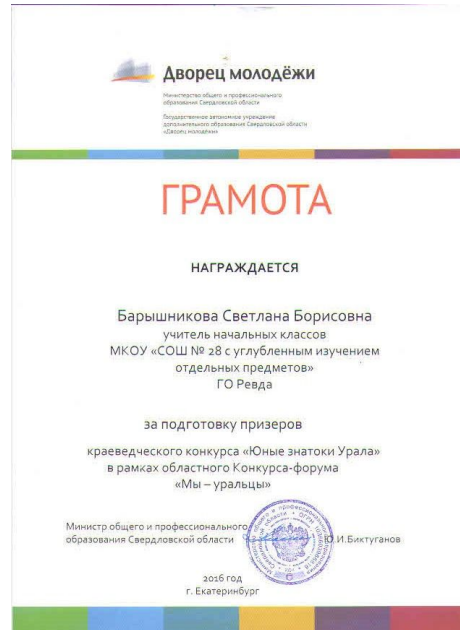 Дворец молодёжи
Министерство общего и профессионального
образования Свердловской области
Государственное автономное учреждение
дополнительного образования Свердловской области
«Дворец молодёжи»
ГРАМОТА
НАГРАЖДАЕТСЯ
Барышникова Светлана Борисовна
учитель начальных классов
МКОУ «СОШ № 28 с углубленным изучением
отдельных предметов»
ГО Ревда
за подготовку призеров
краеведческого конкурса «Юные знатоки Урала»
в рамках областного Конкурса-форума
«Мы – уральцы»
Министр общего и профессионального
образования Свердловской области Ю.И.Биктуганов
2016 год
г. Екатеринбург